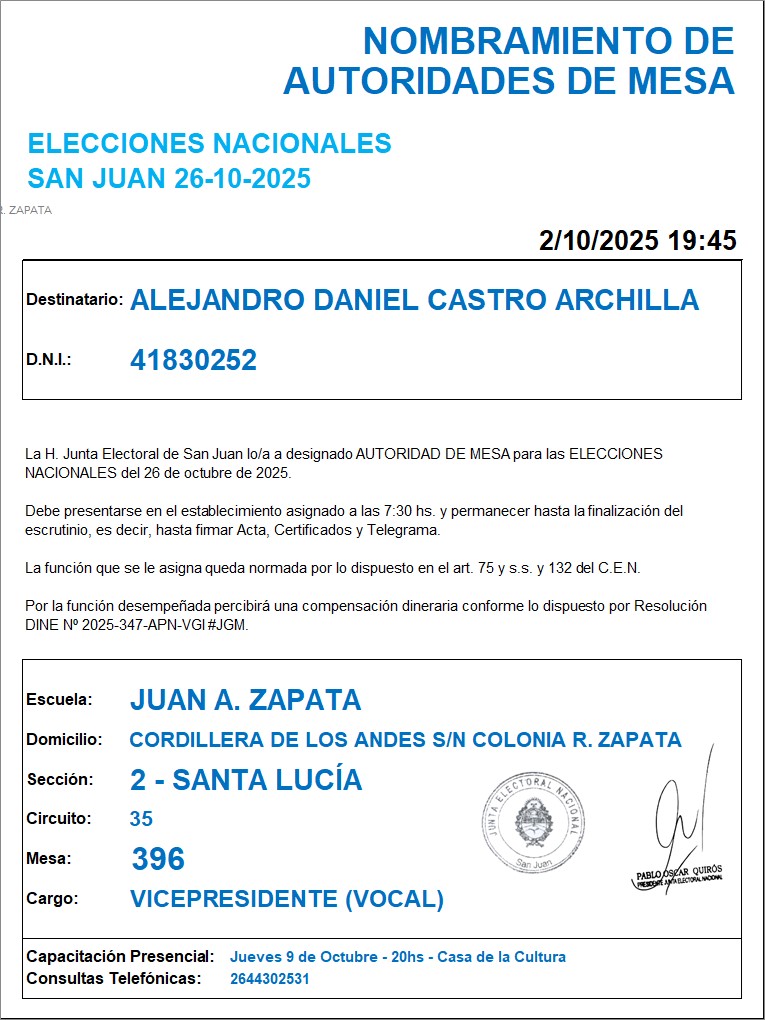 NOMBRAMIENTO DE
AUTORIDADES DE MESA
ELECCIONES NACIONALES
SAN JUAN 26-10-2025
R. ZAPATA
2/10/2025 19:45
Destinatario: ALEJANDRO DANIEL CASTRO ARCHILLA
D.N.I.: 41830252
La H. Junta Electoral de San Juan lo/a a designado AUTORIDAD DE MESA para las ELECCIONES
NACIONALES del 26 de octubre de 2025.
Debe presentarse en el establecimiento asignado a las 7:30 hs. y permanecer hasta la finalización del
escrutinio, es decir, hasta firmar Acta, Certificados y Telegrama.
La función que se le asigna queda normada por lo dispuesto en el art. 75 y s.s. y 132 del C.E.N.
Por la función desempeñada percibirá una compensación dineraria conforme lo dispuesto por Resolución
DINE Nº 2025-347-APN-VGI#JGM.
Escuela: JUAN A. ZAPATA
Domicilio: CORDILLERA DE LOS ANDES S/N COLONIA R. ZAPATA
Sección: 2 - SANTA LUCÍA
Circuito: 35
Mesa: 396
Cargo: VICEPRESIDENTE (VOCAL)
JUNTA ELECTORAL NACIONAL
San Juan
PABLO OSCAR QUIRÓS
PRESIDENTE JUNTA ELECTORAL NACIONAL
Capacitación Presencial: Jueves 9 de Octubre - 20hs - Casa de la Cultura
Consultas Telefónicas: 2644302531